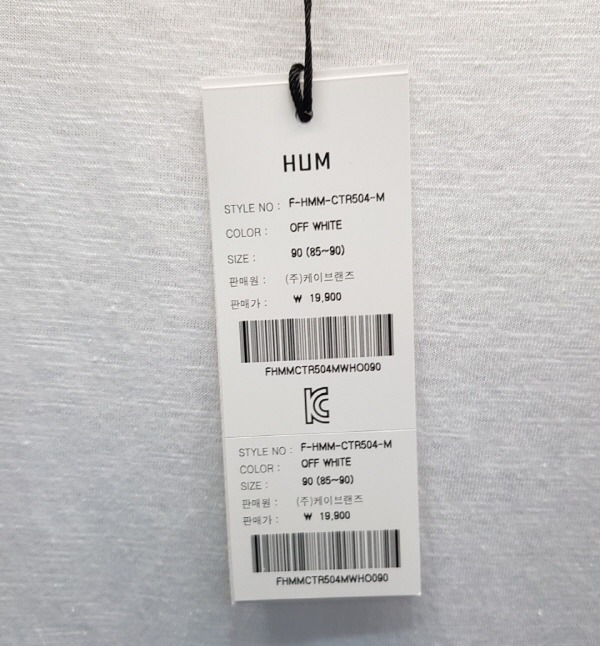 HUM
STYLE NO : F-HMM-CTR504-M
COLOR : OFF WHITE
SIZE : 90 (85~90)
판매원 : (주)케이브랜즈
판매가 : ₩ 19,900
FHMMCTR504MWHO090
KC
STYLE NO : F-HMM-CTR504-M
COLOR : OFF WHITE
SIZE : 90 (85~90)
판매원 : (주)케이브랜즈
판매가 : ₩ 19,900
FHMMCTR504MWHO090